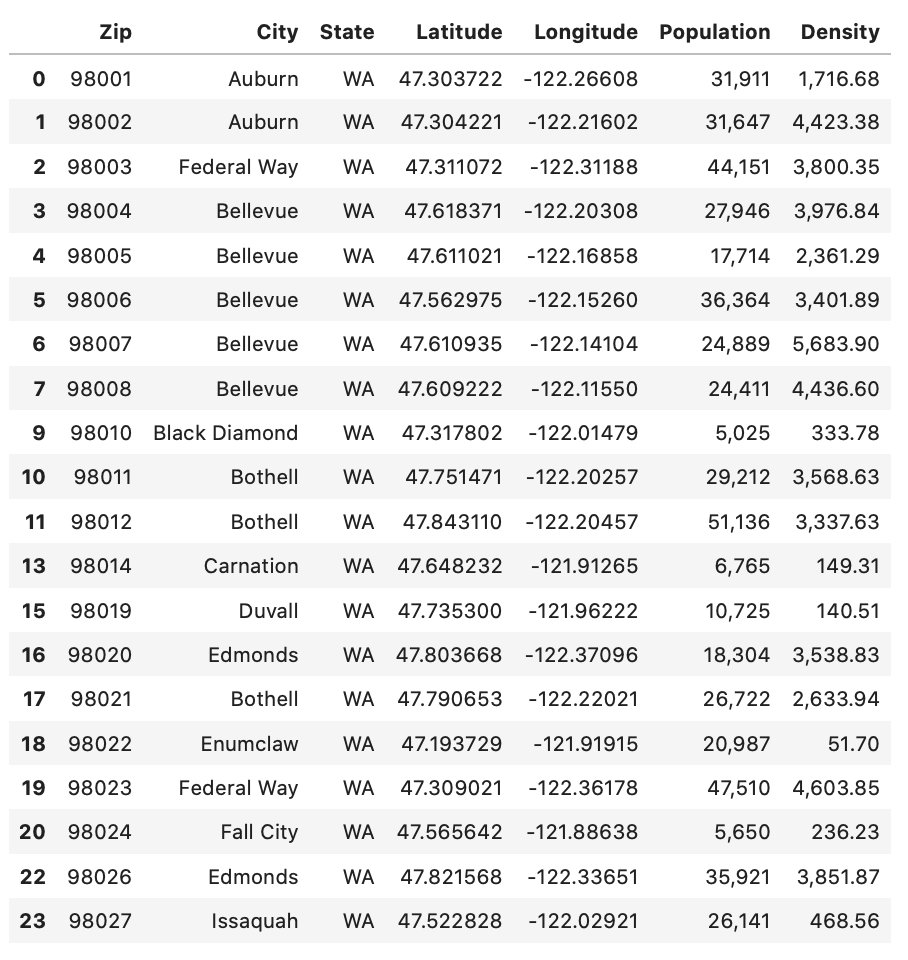 Zip City State Latitude Longitude Population Density
0 98001 Auburn WA 47.303722 -122.26608 31,911 1,716.68
1 98002 Auburn WA 47.304221 -122.21602 31,647 4,423.38
2 98003 Federal Way WA 47.311072 -122.31188 44,151 3,800.35
3 98004 Bellevue WA 47.618371 -122.20308 27,946 3,976.84
4 98005 Bellevue WA 47.611021 -122.16858 17,714 2,361.29
5 98006 Bellevue WA 47.562975 -122.15260 36,364 3,401.89
6 98007 Bellevue WA 47.610935 -122.14104 24,889 5,683.90
7 98008 Bellevue WA 47.609222 -122.11550 24,411 4,436.60
9 98010 Black Diamond WA 47.317802 -122.01479 5,025 333.78
10 98011 Bothell WA 47.751471 -122.20257 29,212 3,568.63
11 98012 Bothell WA 47.843110 -122.20457 51,136 3,337.63
13 98014 Carnation WA 47.648232 -121.91265 6,765 149.31
15 98019 Duvall WA 47.735300 -121.96222 10,725 140.51
16 98020 Edmonds WA 47.803668 -122.37096 18,304 3,538.83
17 98021 Bothell WA 47.790653 -122.22021 26,722 2,633.94
18 98022 Enumclaw WA 47.193729 -121.91915 20,987 51.70
19 98023 Federal Way WA 47.309021 -122.36178 47,510 4,603.85
20 98024 Fall City WA 47.565642 -121.88638 5,650 236.23
22 98026 Edmonds WA 47.821568 -122.33651 35,921 3,851.87
23 98027 Issaquah WA 47.522828 -122.02921 26,141 468.56